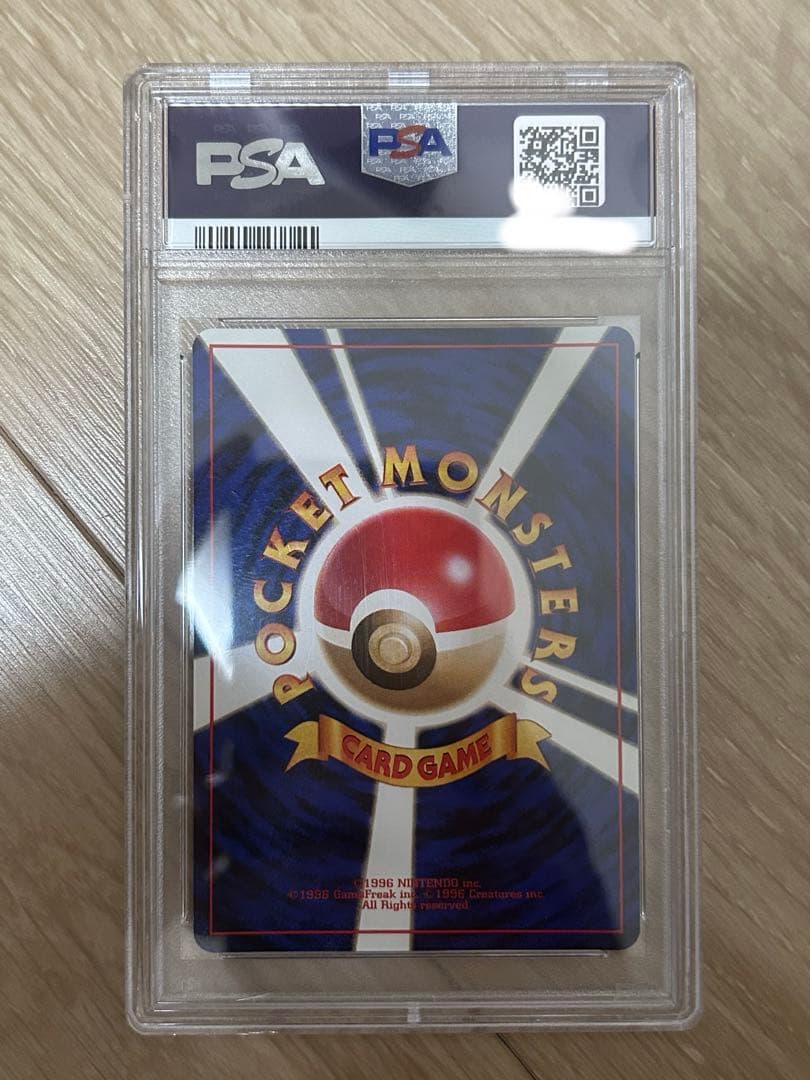 PSA PSA
POCKET MONSTERS
CARD GAME
©1996 NINTENDO inc.
©1996 GameFreak inc. ©1996 Creatures inc.
All Rights reserved